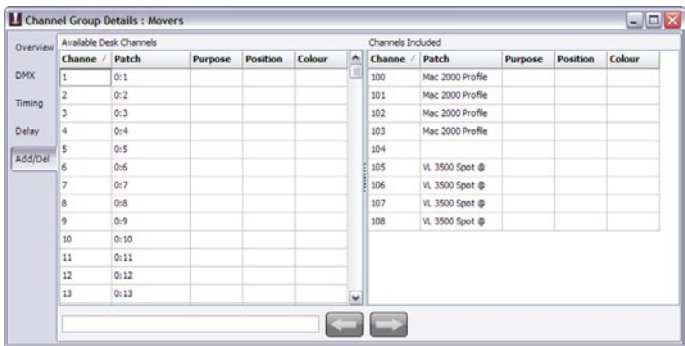 Channel Group Details : Movers
Overview
DMX
Timing
Delay
Add/Del
Available Desk Channels
Channe / Patch Purpose Position Colour
1 0:1
2 0:2
3 0:3
4 0:4
5 0:5
6 0:6
7 0:7
8 0:8
9 0:9
10 0:10
11 0:11
12 0:12
13 0:13
Channels Included
Channe / Patch Purpose Position Colour
100 Mac 2000 Profile
101 Mac 2000 Profile
102 Mac 2000 Profile
103 Mac 2000 Profile
104
105 VL 3500 Spot @
106 VL 3500 Spot @
107 VL 3500 Spot @
108 VL 3500 Spot @